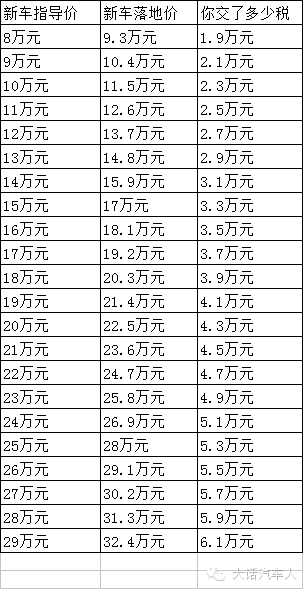 新车指导价 新车落地价 你交了多少税
8万元 9.3万元 1.9万元
9万元 10.4万元 2.1万元
10万元 11.5万元 2.3万元
11万元 12.6万元 2.5万元
12万元 13.7万元 2.7万元
13万元 14.8万元 2.9万元
14万元 15.9万元 3.1万元
15万元 17万元 3.3万元
16万元 18.1万元 3.5万元
17万元 19.2万元 3.7万元
18万元 20.3万元 3.9万元
19万元 21.4万元 4.1万元
20万元 22.5万元 4.3万元
21万元 23.6万元 4.5万元
22万元 24.7万元 4.7万元
23万元 25.8万元 4.9万元
24万元 26.9万元 5.1万元
25万元 28万元 5.3万元
26万元 29.1万元 5.5万元
27万元 30.2万元 5.7万元
28万元 31.3万元 5.9万元
29万元 32.4万元 6.1万元
大话汽车人